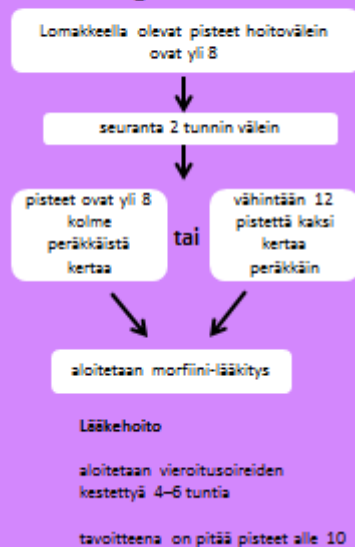 Lomakkeella olevat pisteet hoitovälein
ovat yli 8
seuranta 2 tunnin välein
pisteet ovat yli 8
kolme
peräkkäistä
kertaa
tai
vähintään 12
pistettä kaksi
kertaa
peräkkäin
aloitetaan morfiini-lääkitys
Lääkehoito
aloitetaan vieroitusoireiden
kestettyä 4–6 tuntia
tavoitteena on pitää pisteet alle 10